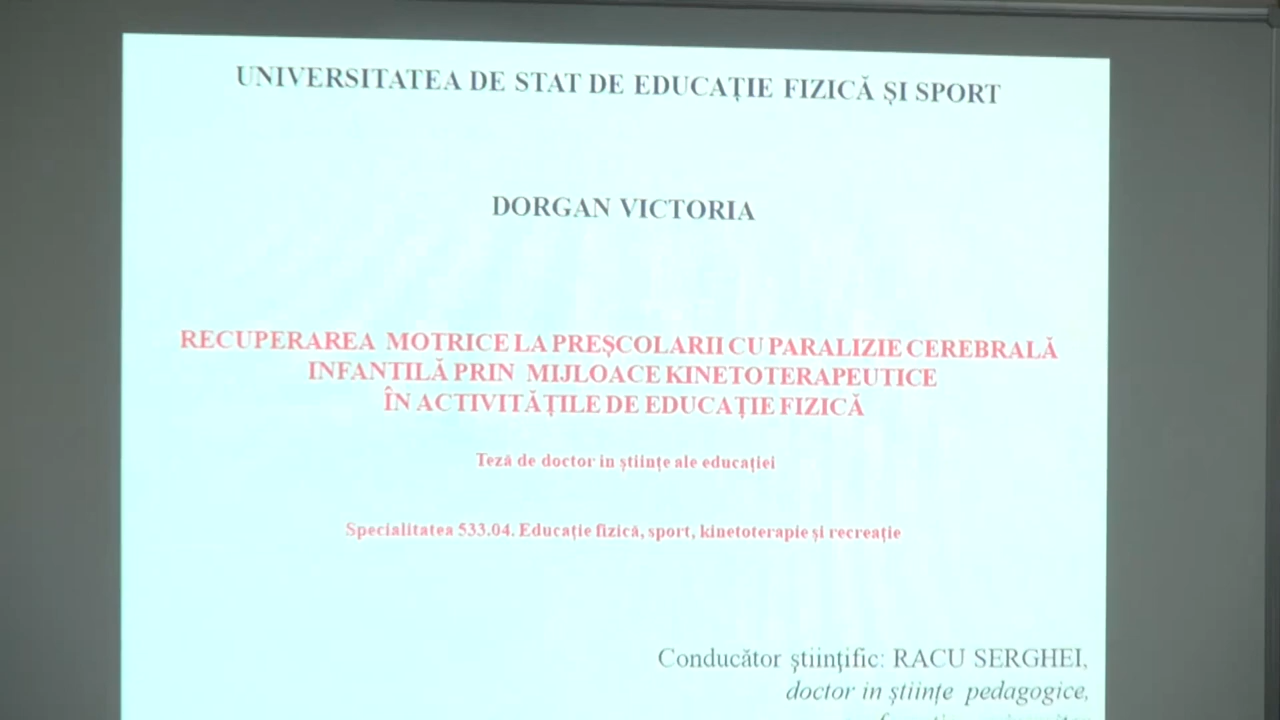 UNIVERSITATEA DE STAT DE EDUCAȚIE FIZICĂ ȘI SPORT
DORGAN VICTORIA
RECUPERAREA MOTRICE LA PREȘCOLARII CU PARALIZIE CEREBRALĂ
INFANTILĂ PRIN MIJLOACE KINETOTERAPEUTICE
ÎN ACTIVITĂȚILE DE EDUCAȚIE FIZICĂ
Teză de doctor in științe ale educației
Specialitatea 533.04. Educație fizică, sport, kinetoterapie și recreație
Conducător științific: RACU SERGHEI,
doctor in științe pedagogice,